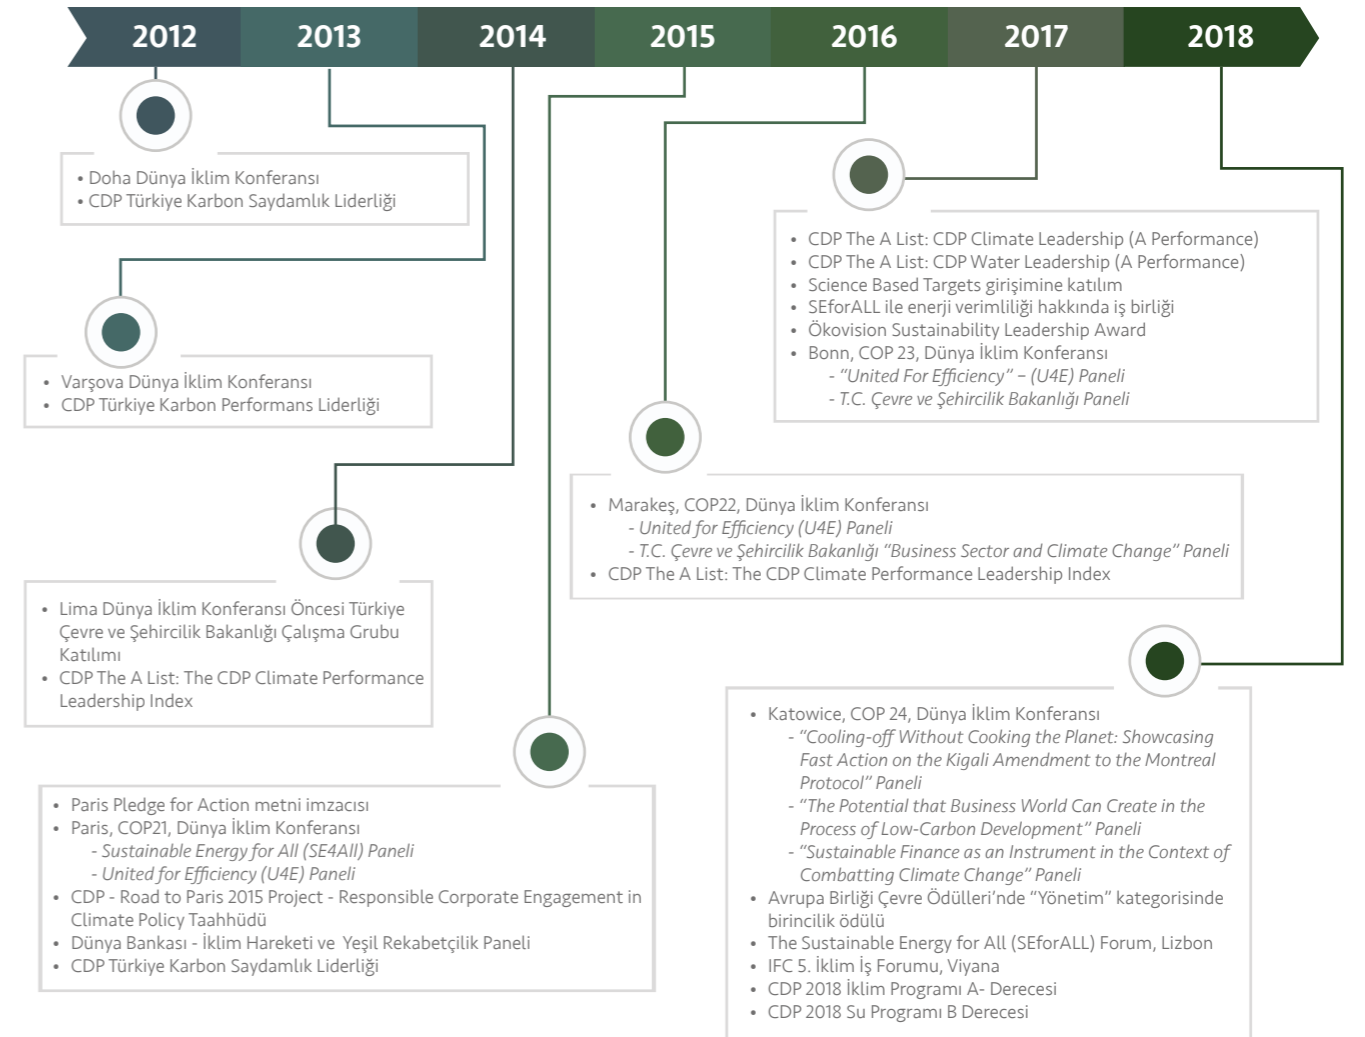 2012 2013 2014 2015 2016 2017 2018
• Doha Dünya İklim Konferansı
• CDP Türkiye Karbon Saydamlık Liderliği
• Varşova Dünya İklim Konferansı
• CDP Türkiye Karbon Performans Liderliği
• Lima Dünya İklim Konferansı Öncesi Türkiye
Çevre ve Şehircilik Bakanlığı Çalışma Grubu
Katılımı
• CDP The A List: The CDP Climate Performance
Leadership Index
• Paris Pledge for Action metni imzacısı
• Paris, COP21, Dünya İklim Konferansı
- Sustainable Energy for All (SE4All) Paneli
- United for Efficiency (U4E) Paneli
• CDP - Road to Paris 2015 Project - Responsible Corporate Engagement in
Climate Policy Taahhüdü
• Dünya Bankası - İklim Hareketi ve Yeşil Rekabetçilik Paneli
• CDP Türkiye Karbon Saydamlık Liderliği
• Marakeş, COP22, Dünya İklim Konferansı
- United for Efficiency (U4E) Paneli
- T.C. Çevre ve Şehircilik Bakanlığı “Business Sector and Climate Change” Paneli
• CDP The A List: The CDP Climate Performance Leadership Index
• CDP The A List: CDP Climate Leadership (A Performance)
• CDP The A List: CDP Water Leadership (A Performance)
• Science Based Targets girişimine katılım
• SEforALL ile enerji verimliliği hakkında iş birliği
• Ökovision Sustainability Leadership Award
• Bonn, COP 23, Dünya İklim Konferansı
- “United For Efficiency” – (U4E) Paneli
- T.C. Çevre ve Şehircilik Bakanlığı Paneli
• Katowice, COP 24, Dünya İklim Konferansı
- “Cooling-off Without Cooking the Planet: Showcasing
Fast Action on the Kigali Amendment to the Montreal
Protocol” Paneli
- “The Potential that Business World Can Create in the
Process of Low-Carbon Development” Paneli
- “Sustainable Finance as an Instrument in the Context of
Combatting Climate Change” Paneli
• Avrupa Birliği Çevre Ödülleri’nde “Yönetim” kategorisinde
birincilik ödülü
• The Sustainable Energy for All (SEforALL) Forum, Lizbon
• IFC 5. İklim İş Forumu, Viyana
• CDP 2018 İklim Programı A- Derecesi
• CDP 2018 Su Programı B Derecesi